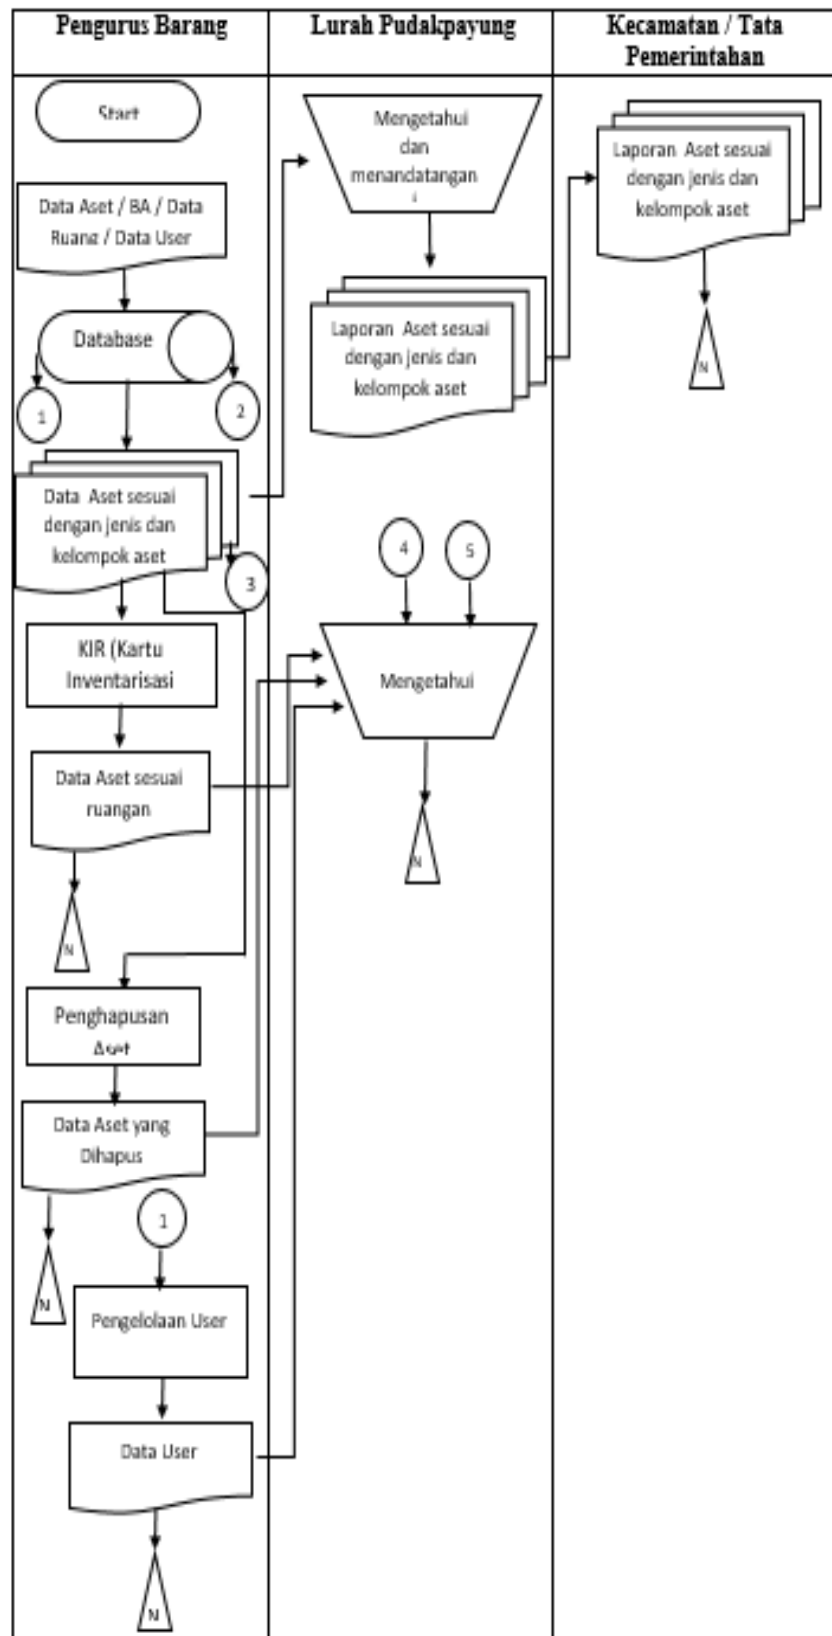 Pengurus Barang
Lurah Pudakpayung
Kecamatan / Tata
Pemerintahan
Start
Data Aset / BA / Data
Ruang / Data User
Database
1
2
Data Aset sesuai
dengan jenis dan
kelompok aset
3
KIR (Kartu
Inventarisasi
Data Aset sesuai
ruangan
N
Penghapusan
Aset
Data Aset yang
Dihapus
N
1
Pengelolaan User
Data User
N
Mengetahui
dan
menandatangan
i
Laporan Aset sesuai
dengan jenis dan
kelompok aset
4
5
Mengetahui
N
Laporan Aset sesuai
dengan jenis dan
kelompok aset
N